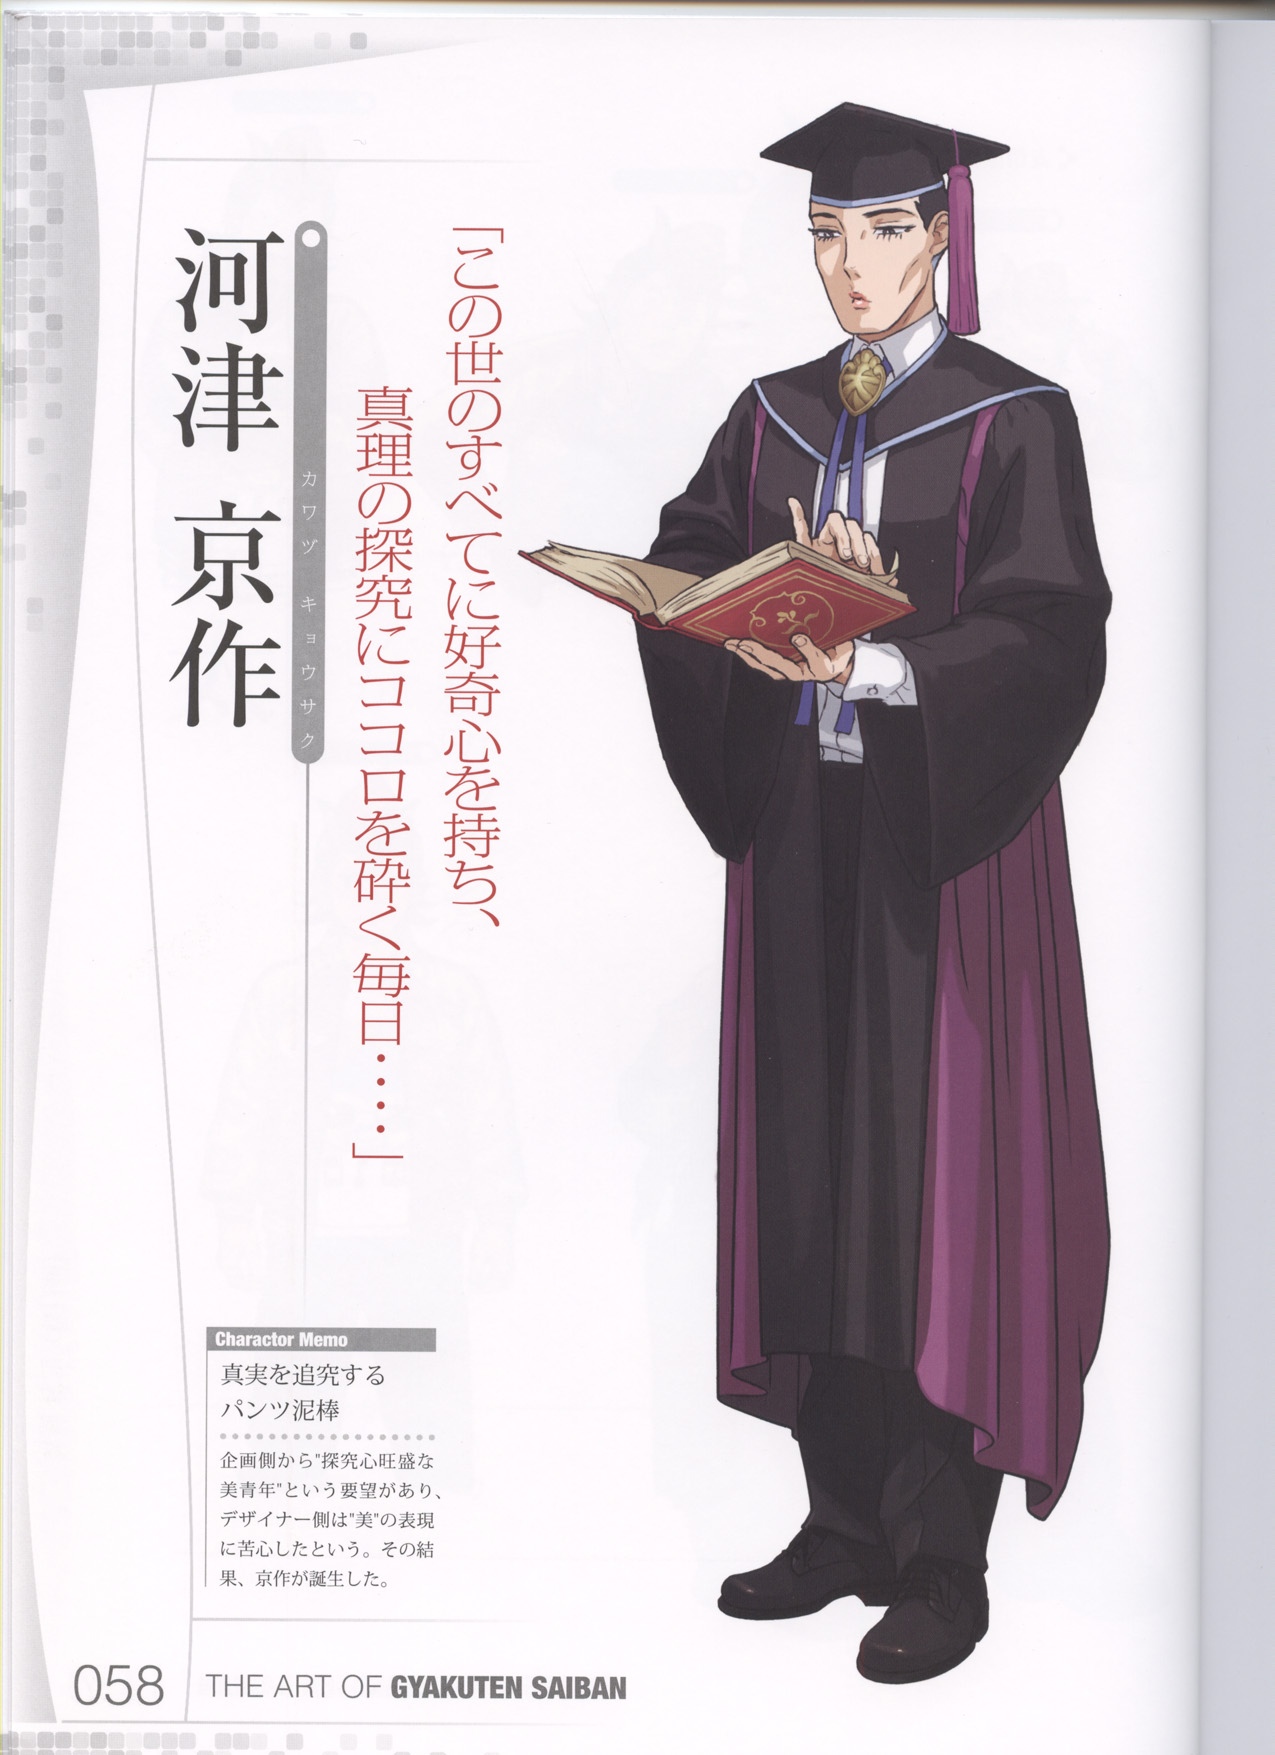 河津 京作
カワヅ キョウサク
「この世のすべてに好奇心を持ち、
真理の探究にココロを砕く毎日‥‥」
Charactor Memo
真実を追究する
パンツ泥棒
企画側から"探究心旺盛な
美青年"という要望があり、
デザイナー側は"美"の表現
に苦心したという。その結
果、京作が誕生した。
058 THE ART OF GYAKUTEN SAIBAN